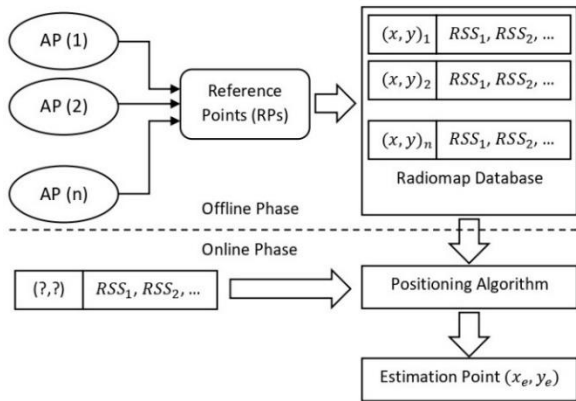 AP (1)
AP (2)
AP (n)
Reference
Points (RPs)
(x, y)₁ RSS₁, RSS₂, …
(x, y)₂ RSS₁, RSS₂, …
(x, y)ₙ RSS₁, RSS₂, …
Radiomap Database
Offline Phase
Online Phase
(?,?) RSS₁, RSS₂, …
Positioning Algorithm
Estimation Point (xₑ, yₑ)